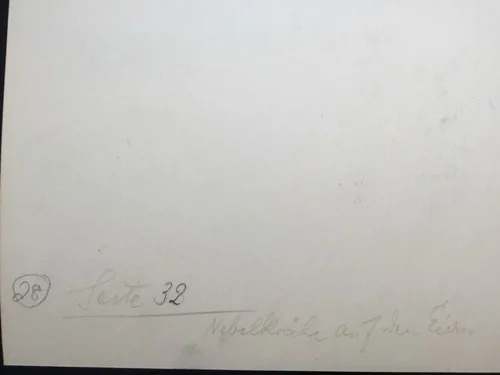 28 Seite 32
Nebelkrähe auf den Eiern